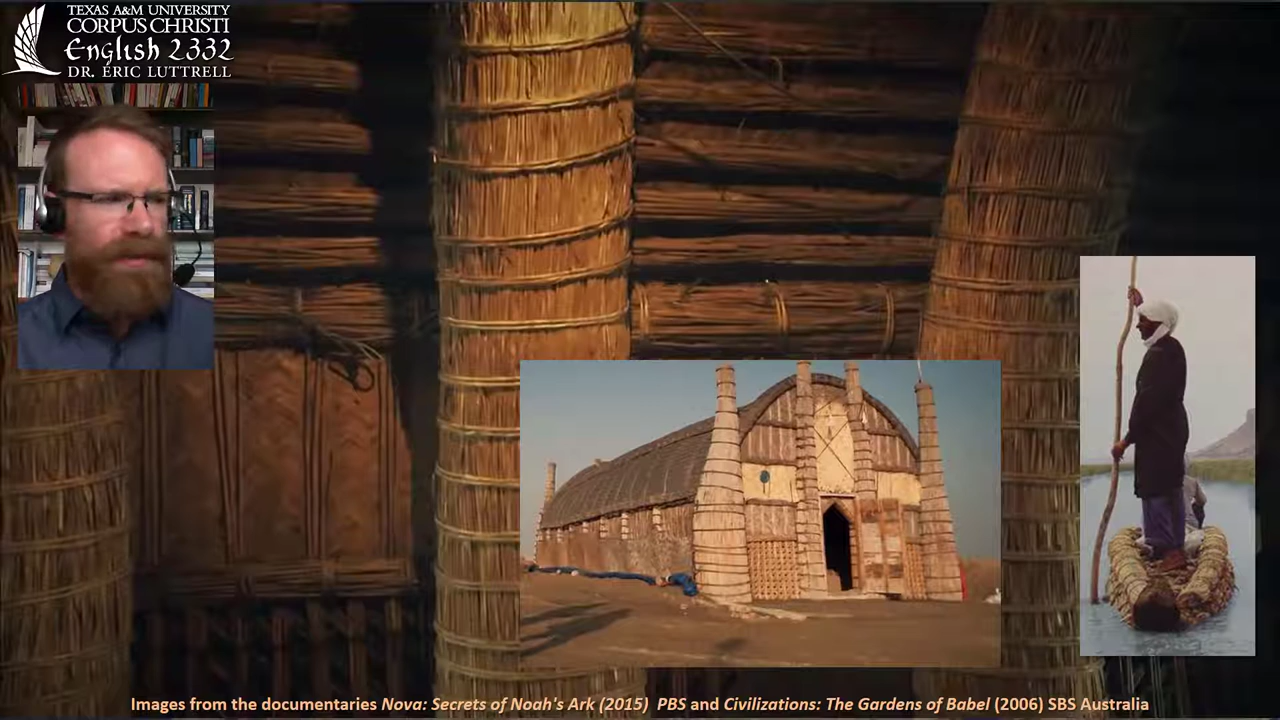 TEXAS A&M UNIVERSITY
CORPUS CHRISTI
English 2332
DR. ERIC LUTTRELL
Images from the documentaries Nova: Secrets of Noah's Ark (2015)  PBS and Civilizations: The Gardens of Babel (2006) SBS Australia